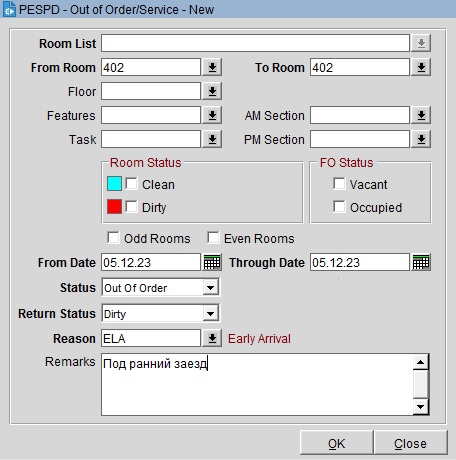 PESPD - Out of Order/Service - New
Room List
From Room 402 To Room 402
Floor
Features AM Section
Task PM Section
Room Status FO Status
Clean Vacant
Dirty Occupied
Odd Rooms Even Rooms
From Date 05.12.23 Through Date 05.12.23
Status Out Of Order
Return Status Dirty
Reason ELA Early Arrival
Remarks Под ранний заезд
OK Close